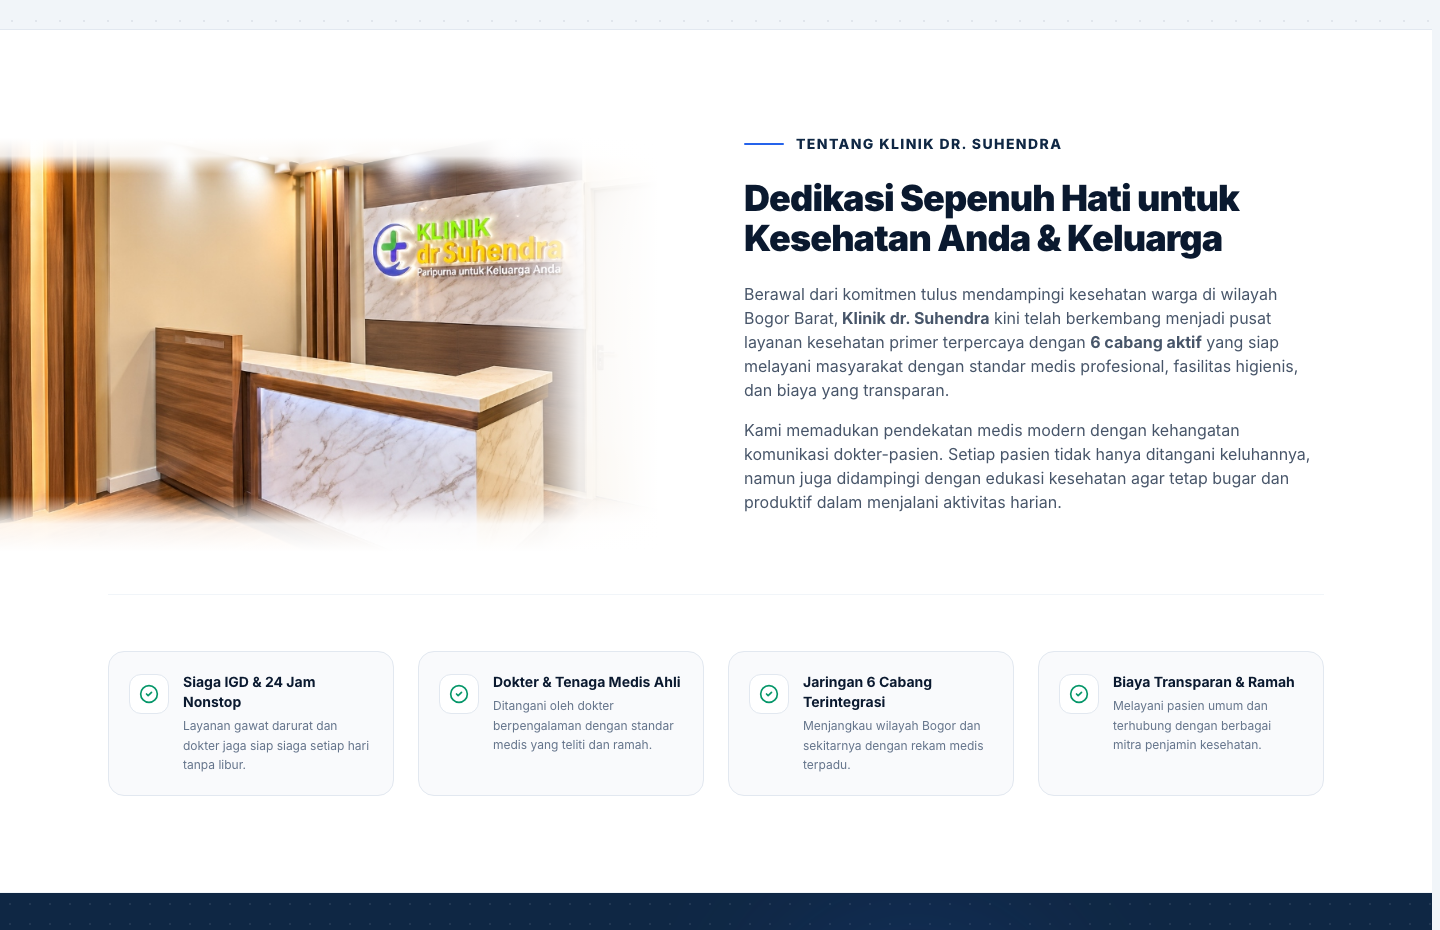 KLINIK
dr Suhendra
Paripurna untuk Keluarga Anda
TENTANG KLINIK DR. SUHENDRA
Dedikasi Sepenuh Hati untuk
Kesehatan Anda & Keluarga
Berawal dari komitmen tulus mendampingi kesehatan warga di wilayah
Bogor Barat, Klinik dr. Suhendra kini telah berkembang menjadi pusat
layanan kesehatan primer terpercaya dengan 6 cabang aktif yang siap
melayani masyarakat dengan standar medis profesional, fasilitas higienis,
dan biaya yang transparan.
Kami memadukan pendekatan medis modern dengan kehangatan
komunikasi dokter-pasien. Setiap pasien tidak hanya ditangani keluhannya,
namun juga didampingi dengan edukasi kesehatan agar tetap bugar dan
produktif dalam menjalani aktivitas harian.
Siaga IGD & 24 Jam
Nonstop
Layanan gawat darurat dan
dokter jaga siap siaga setiap hari
tanpa libur.
Dokter & Tenaga Medis Ahli
Ditangani oleh dokter
berpengalaman dengan standar
medis yang teliti dan ramah.
Jaringan 6 Cabang
Terintegrasi
Menjangkau wilayah Bogor dan
sekitarnya dengan rekam medis
terpadu.
Biaya Transparan & Ramah
Melayani pasien umum dan
terhubung dengan berbagai
mitra penjamin kesehatan.